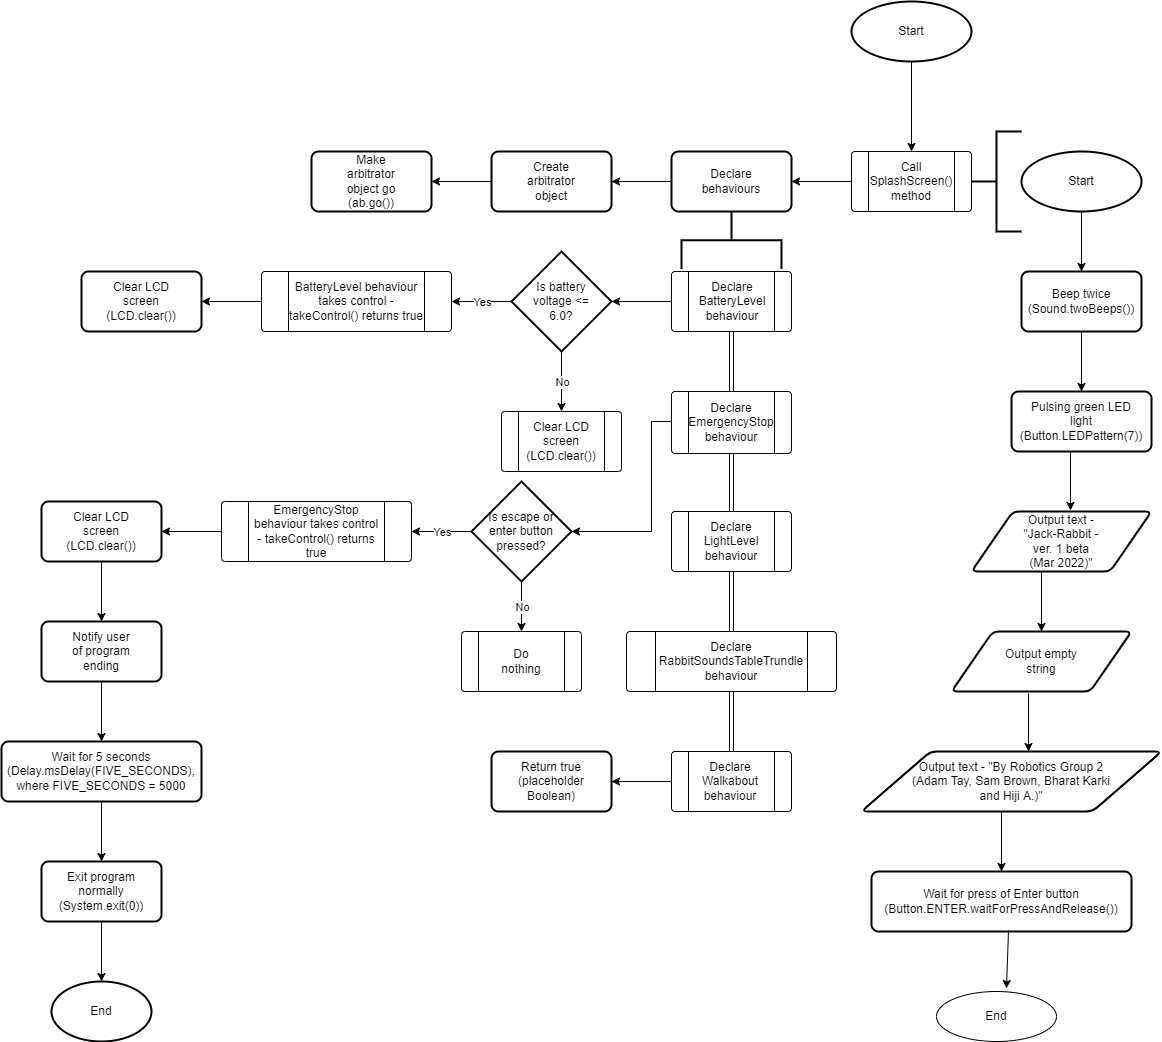 Start
Call
SplashScreen()
method
Declare
behaviours
Create
arbitrator
object
Make
arbitrator
object go
(ab.go())
Start
Beep twice
(Sound.twoBeeps())
Pulsing green LED
light
(Button.LEDPattern(7))
Output text -
"Jack-Rabbit -
ver. 1 beta
(Mar 2022)"
Output empty
string
Output text - "By Robotics Group 2
(Adam Tay, Sam Brown, Bharat Karki
and Hiji A.)"
Wait for press of Enter button
(Button.ENTER.waitForPressAndRelease())
End
Declare
BatteryLevel
behaviour
Is battery
voltage <=
6.0?
Yes
BatteryLevel behaviour
takes control -
takeControl() returns true
Clear LCD
screen
(LCD.clear())
No
Clear LCD
screen
(LCD.clear())
Declare
EmergencyStop
behaviour
Is escape or
enter button
pressed?
Yes
EmergencyStop
behaviour takes control
- takeControl() returns
true
Clear LCD
screen
(LCD.clear())
No
Do
nothing
Notify user
of program
ending
Wait for 5 seconds
(Delay.msDelay(FIVE_SECONDS),
where FIVE_SECONDS = 5000
Exit program
normally
(System.exit(0))
End
Declare
LightLevel
behaviour
Declare
RabbitSoundsTableTrundle
behaviour
Declare
Walkabout
behaviour
Return true
(placeholder
Boolean)